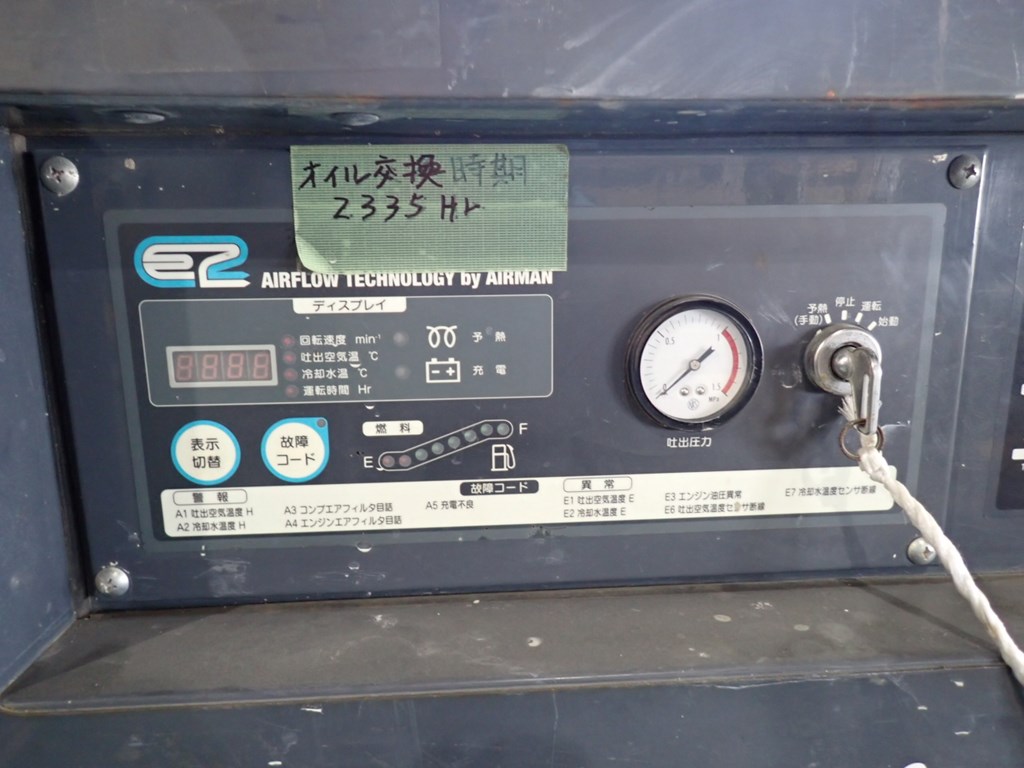 オイル交換時期
2335 Hr
e2
AIRFLOW TECHNOLOGY by AIRMAN
ディスプレイ
回転速度 min⁻¹
吐出空気温 ℃
冷却水温 ℃
運転時間 Hr
予熱
充電
表示
切替
故障
コード
燃料
E
F
0
0.5
1
1.5
MPa
吐出圧力
予熱
(手動)
停止
運転
始動
故障コード
警報
A1 吐出空気温度 H
A2 冷却水温度 H
A3 コンプエアフィルタ目詰
A4 エンジンエアフィルタ目詰
A5 充電不良
異常
E1 吐出空気温度 E
E2 冷却水温度 E
E3 エンジン油圧異常
E6 吐出空気温度センサ断線
E7 冷却水温度センサ断線